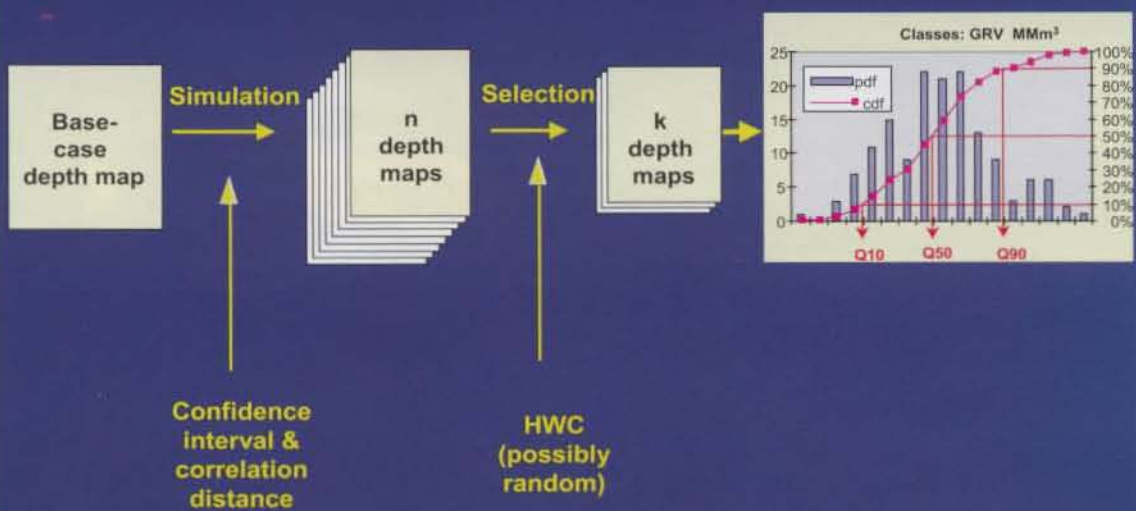 Base-
case
depth map
Simulation
n
depth
maps
Selection
k
depth
maps
Classes: GRV MMm³
25
20
15
10
5
0
pdf
cdf
100%
90%
80%
70%
60%
50%
40%
30%
20%
10%
0%
Q10
Q50
Q90
Confidence
interval &
correlation
distance
HWC
(possibly
random)